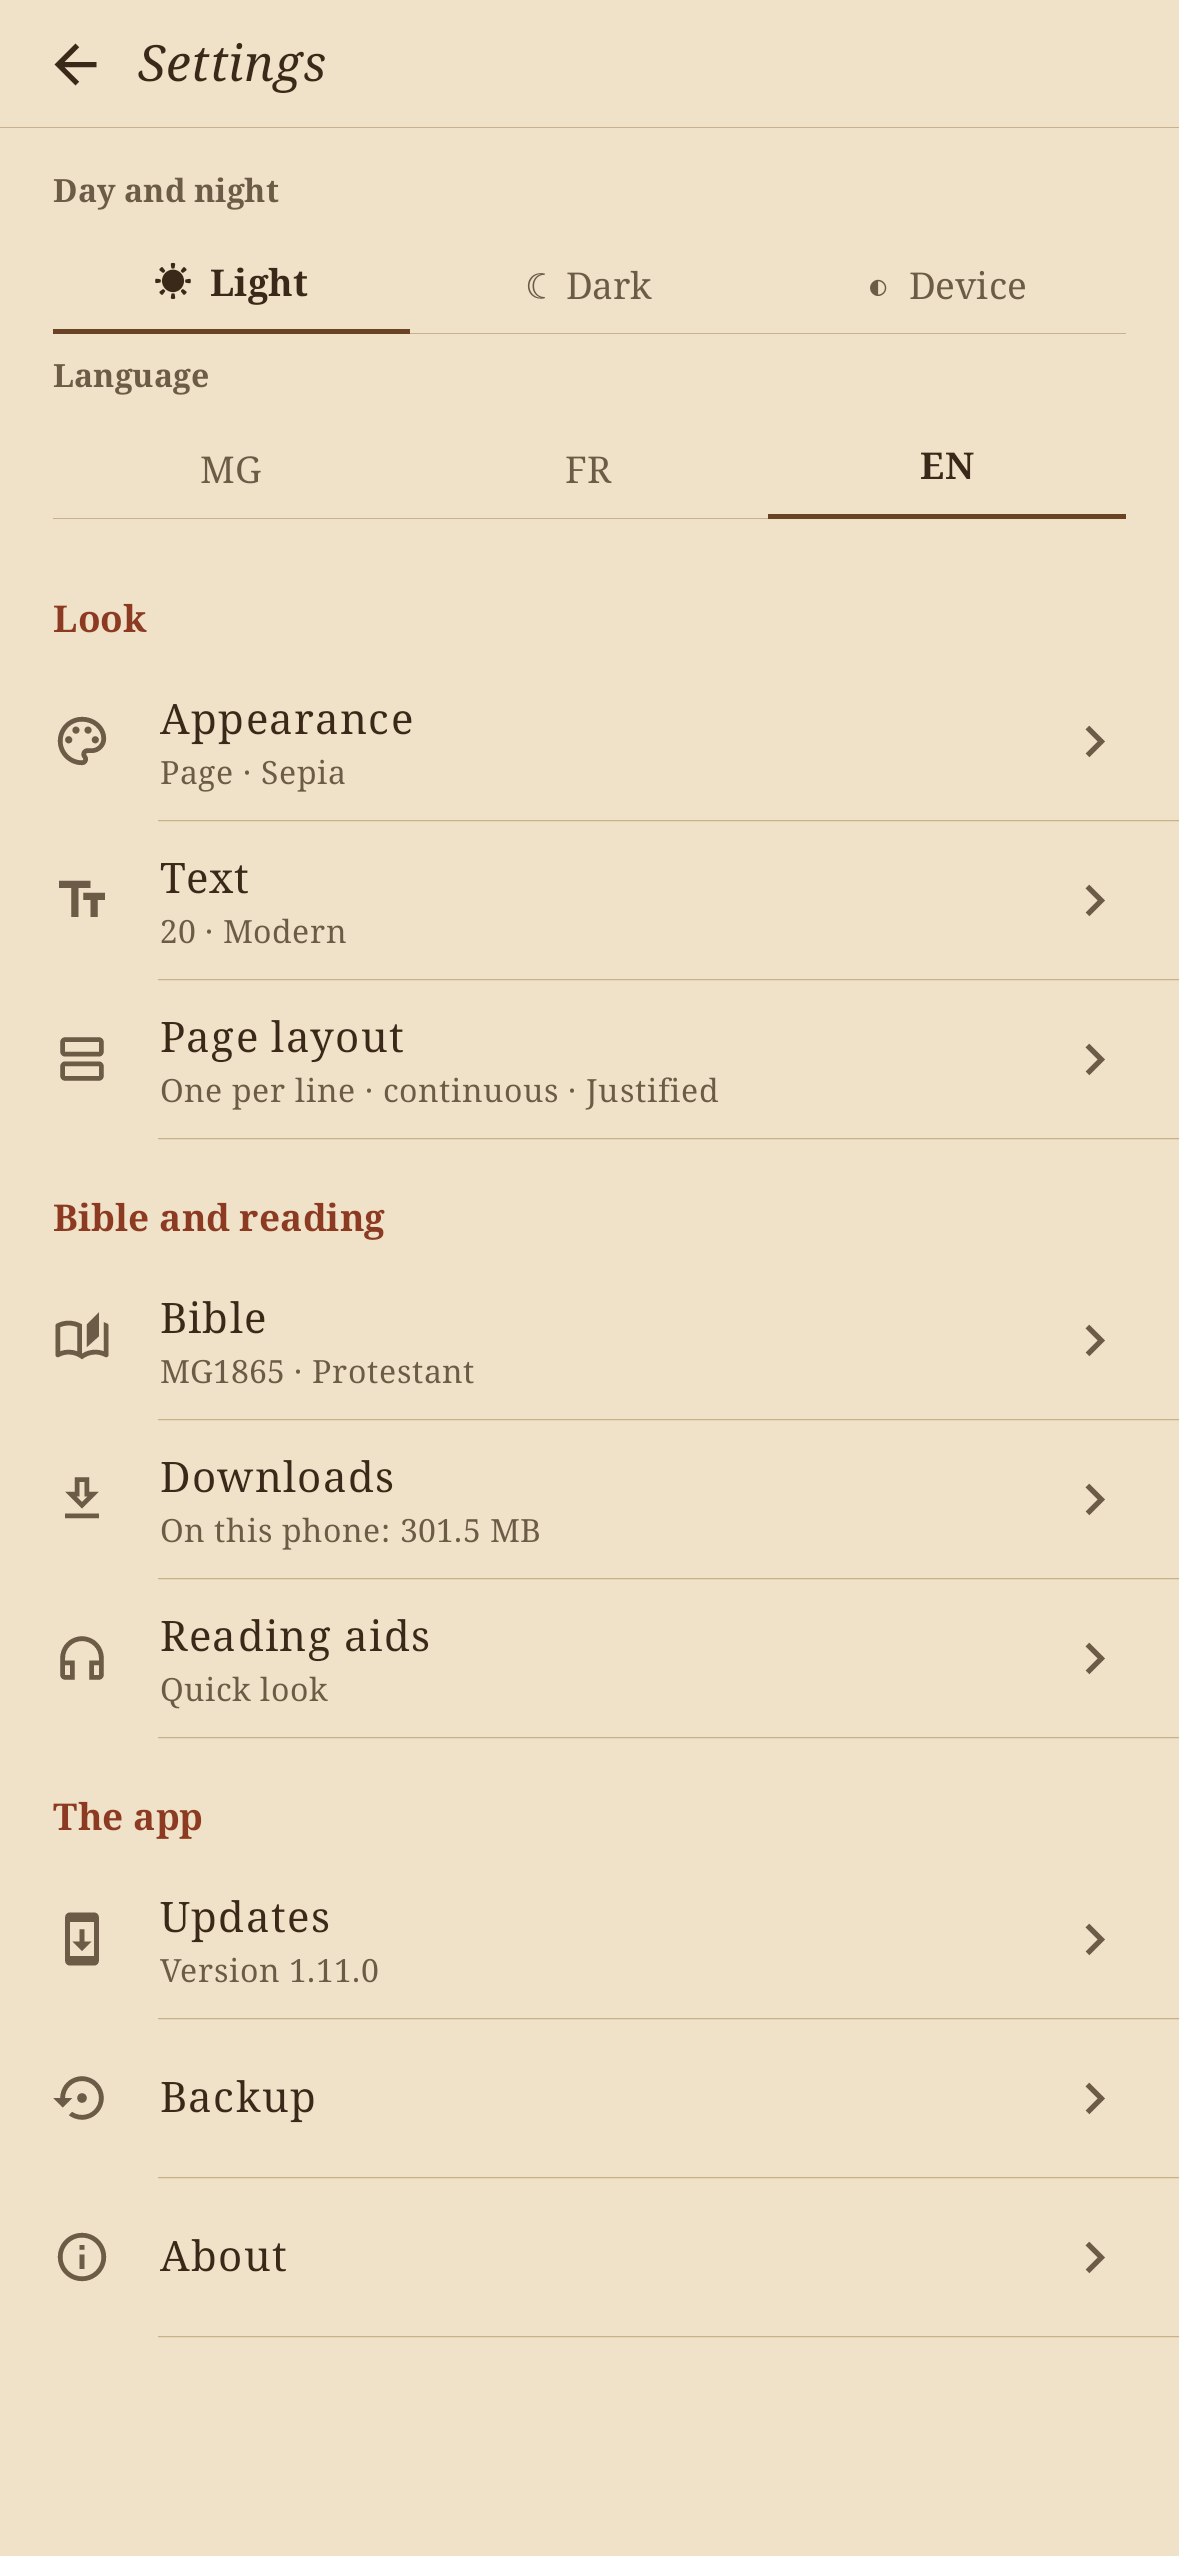 Settings
Day and night
Light
Dark
Device
Language
MG
FR
EN
Look
Appearance
Page · Sepia
Text
20 · Modern
Page layout
One per line · continuous · Justified
Bible and reading
Bible
MG1865 · Protestant
Downloads
On this phone: 301.5 MB
Reading aids
Quick look
The app
Updates
Version 1.11.0
Backup
About